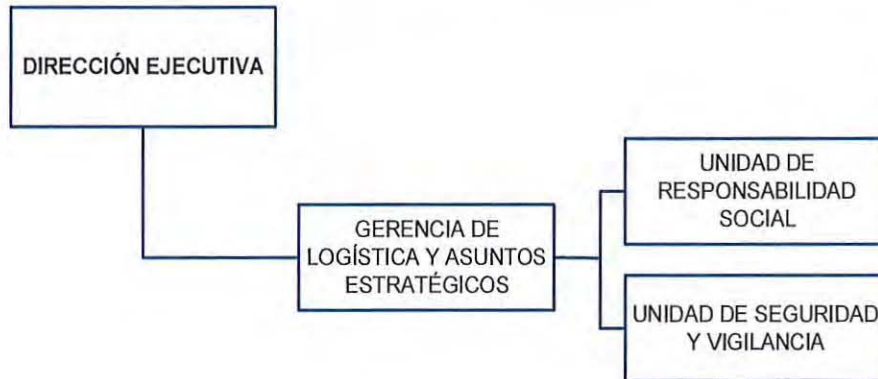 DIRECCIÓN EJECUTIVA
GERENCIA DE
LOGÍSTICA Y ASUNTOS
ESTRATÉGICOS
UNIDAD DE
RESPONSABILIDAD
SOCIAL
UNIDAD DE SEGURIDAD
Y VIGILANCIA